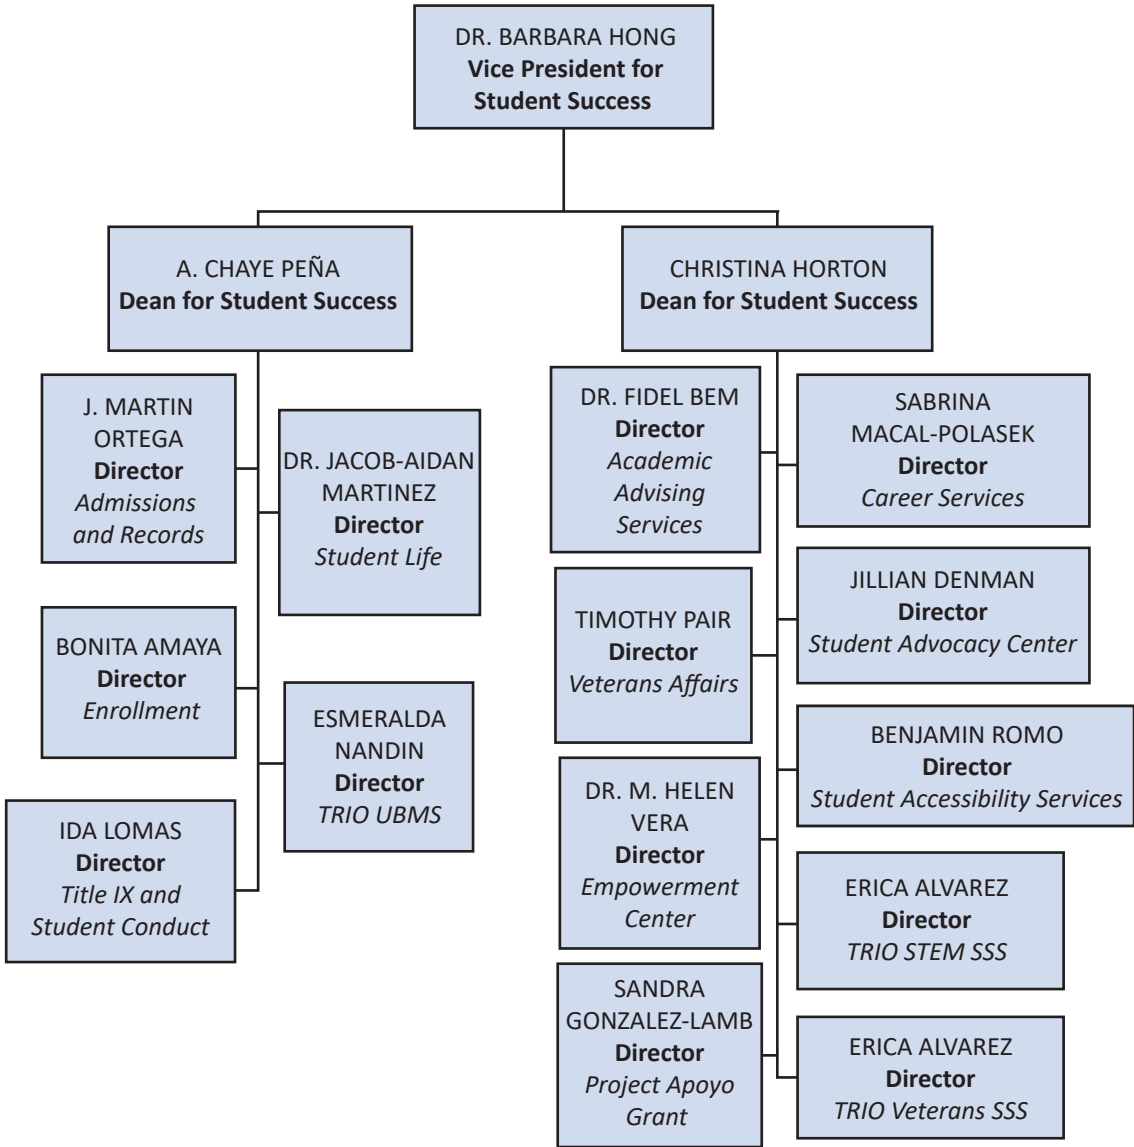 DR. BARBARA HONG
Vice President for
Student Success
A. CHAYE PEÑA
Dean for Student Success
CHRISTINA HORTON
Dean for Student Success
J. MARTIN
ORTEGA
Director
Admissions
and Records
DR. JACOB-AIDAN
MARTINEZ
Director
Student Life
BONITA AMAYA
Director
Enrollment
ESMERALDA
NANDIN
Director
TRIO UBMS
IDA LOMAS
Director
Title IX and
Student Conduct
DR. FIDEL BEM
Director
Academic
Advising
Services
SABRINA
MACAL-POLASEK
Director
Career Services
TIMOTHY PAIR
Director
Veterans Affairs
JILLIAN DENMAN
Director
Student Advocacy Center
BENJAMIN ROMO
Director
Student Accessibility Services
DR. M. HELEN
VERA
Director
Empowerment
Center
ERICA ALVAREZ
Director
TRIO STEM SSS
SANDRA
GONZALEZ-LAMB
Director
Project Apoyo
Grant
ERICA ALVAREZ
Director
TRIO Veterans SSS